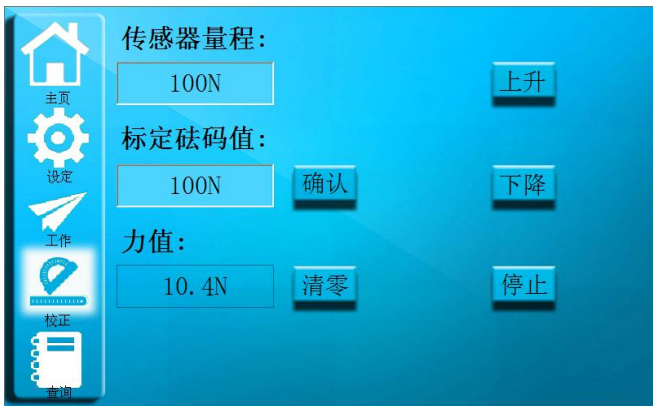 主页
设定
工作
校正
查询
传感器量程:
100N
上升
标定砝码值:
100N
确认
下降
力值:
10.4N
清零
停止